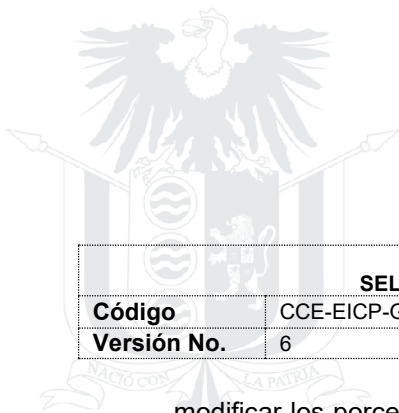 SEL
Código CCE-EICP-G
Versión No. 6
NACIÓ CON LA PATRIA
modificar los porce